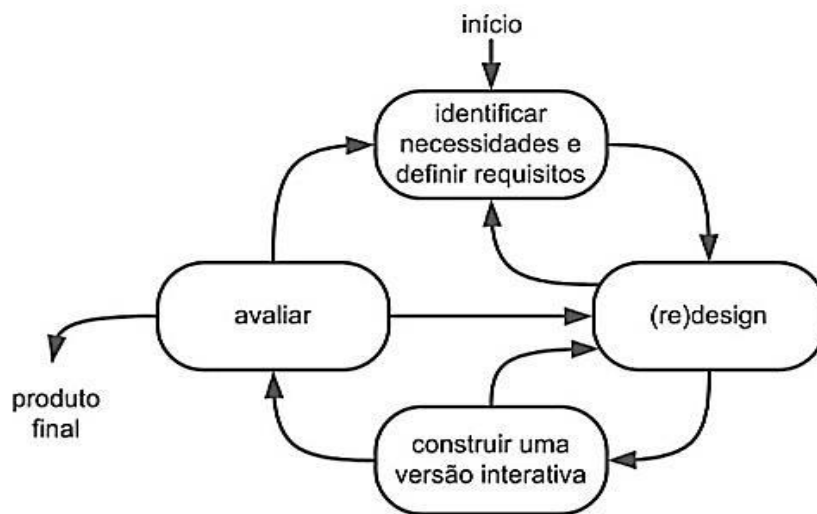 início
identificar
necessidades e
definir requisitos
avaliar
(re)design
produto
final
construir uma
versão interativa